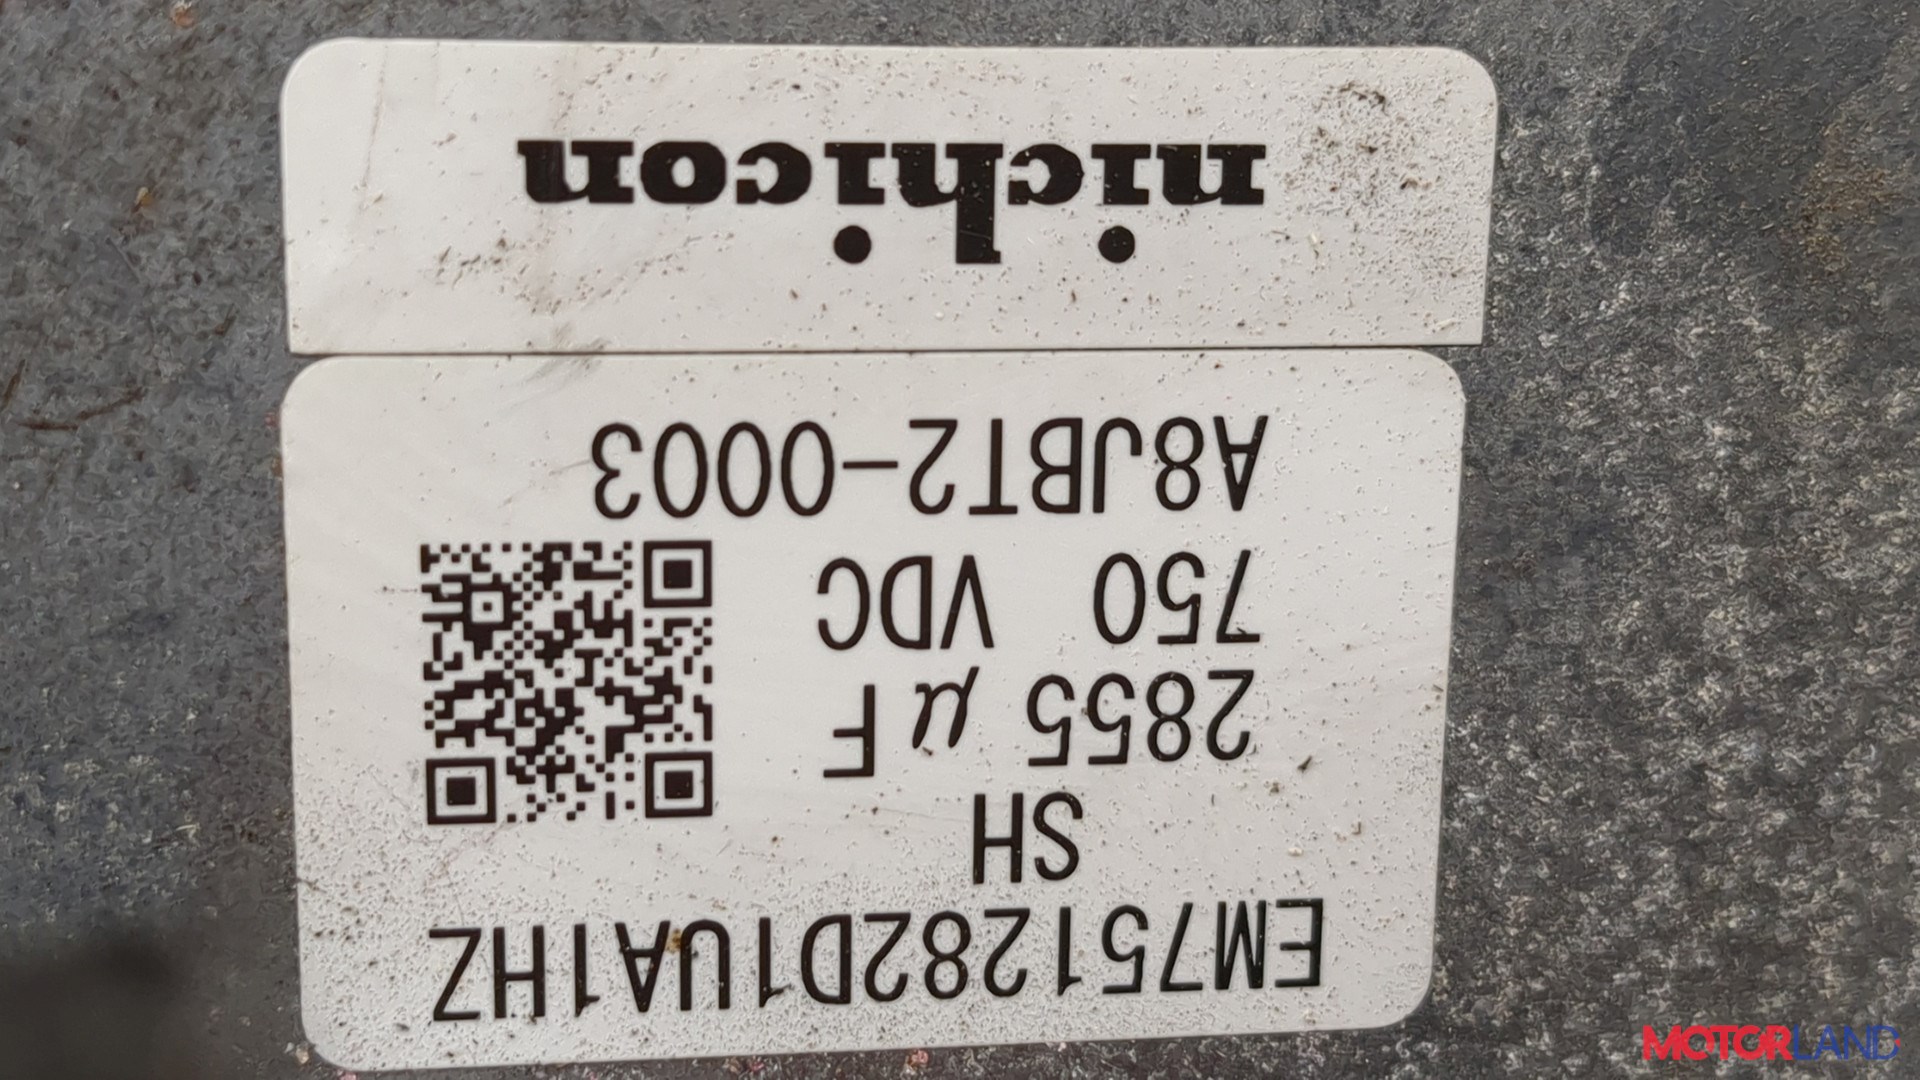 EM751282D1UA1HZ
SH
2855 μF
750 VDC
A8JBT2-0003
nichicon
MOTORLAND